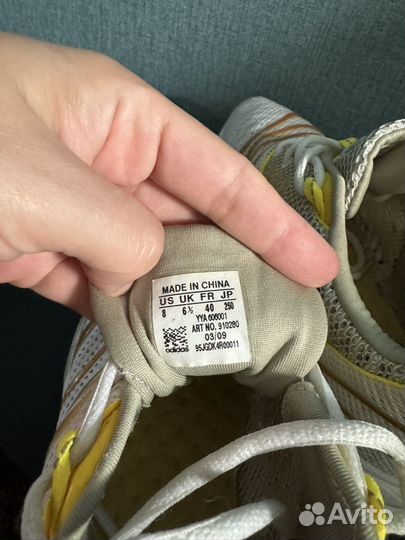 MADE IN CHINA
US UK FR JP
8 6½ 40 250
YYA 606001
ART NO. 910280
03/09
adidas 95JGDK4R00011
Avito